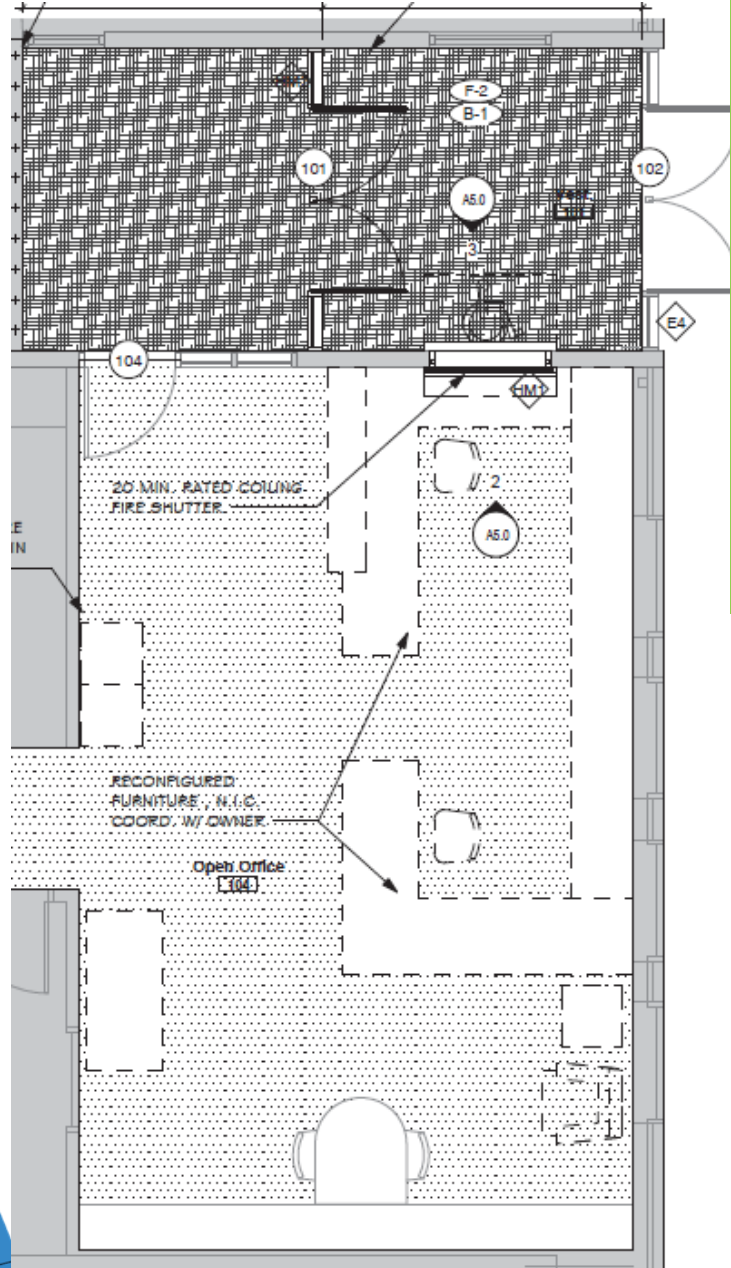 F-2
B-1
101
102
A5.0
3
E4
104
HM1
20 MIN. RATED COILING
FIRE SHUTTER
2
A5.0
E
IN
RECONFIGURED
FURNITURE , N.I.C.
COORD. W/ OWNER
Open Office
104